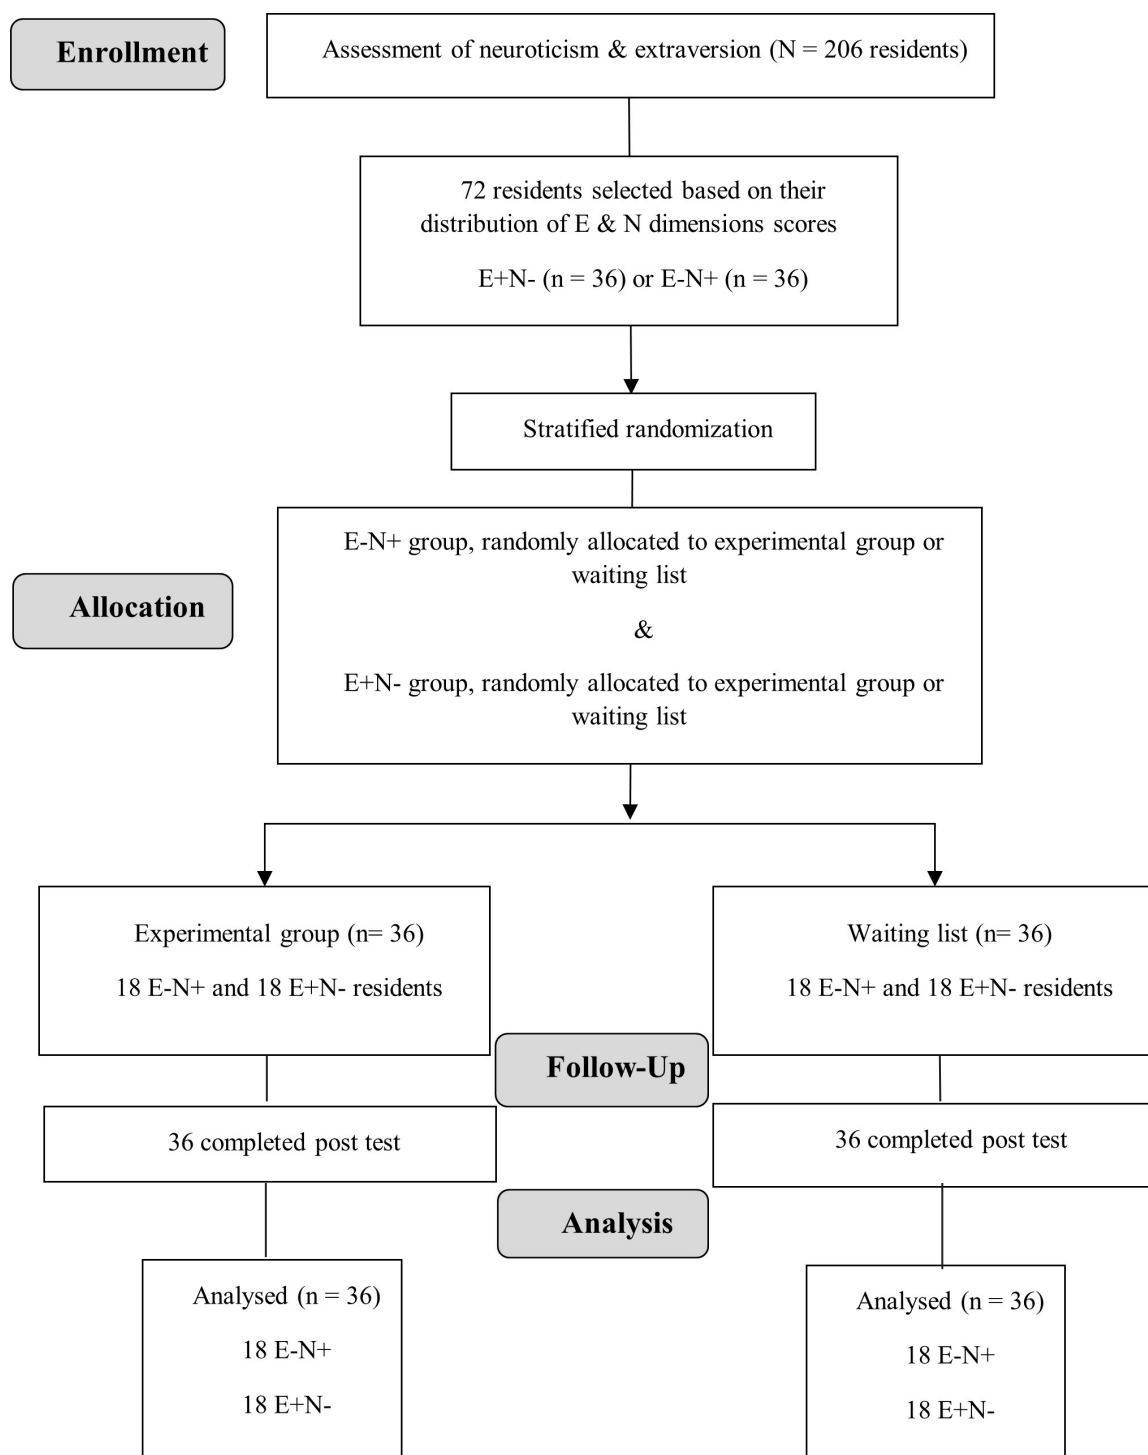 Enrollment
Assessment of neuroticism & extraversion (N = 206 residents)
72 residents selected based on their
distribution of E & N dimensions scores
E+N- (n = 36) or E-N+ (n = 36)
Stratified randomization
Allocation
E-N+ group, randomly allocated to experimental group or
waiting list
&
E+N- group, randomly allocated to experimental group or
waiting list
Experimental group (n= 36)
18 E-N+ and 18 E+N- residents
Waiting list (n= 36)
18 E-N+ and 18 E+N- residents
Follow-Up
36 completed post test
36 completed post test
Analysis
Analysed (n = 36)
18 E-N+
18 E+N-
Analysed (n = 36)
18 E-N+
18 E+N-